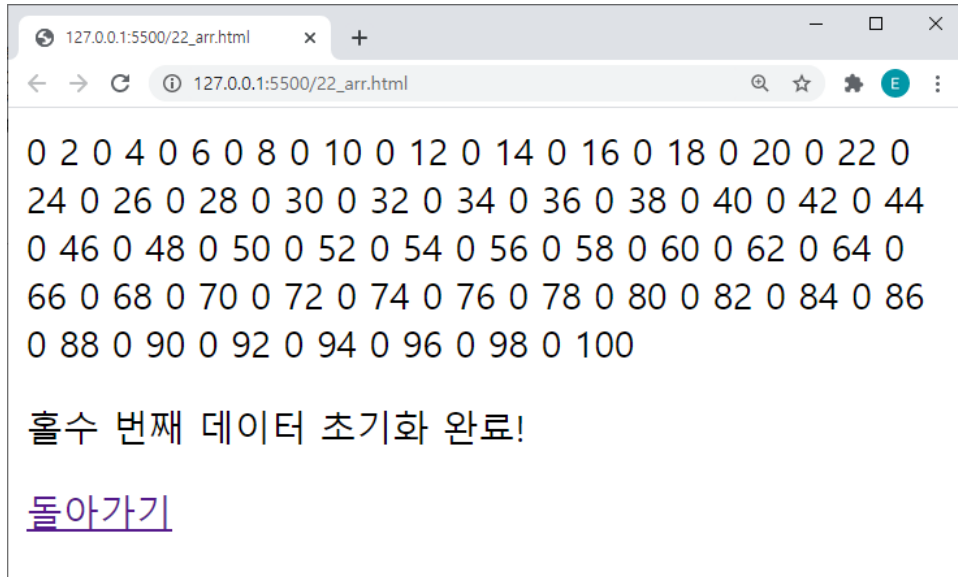 127.0.0.1:5500/22_arr.html
127.0.0.1:5500/22_arr.html
E
0 2 0 4 0 6 0 8 0 10 0 12 0 14 0 16 0 18 0 20 0 22 0
24 0 26 0 28 0 30 0 32 0 34 0 36 0 38 0 40 0 42 0 44
0 46 0 48 0 50 0 52 0 54 0 56 0 58 0 60 0 62 0 64 0
66 0 68 0 70 0 72 0 74 0 76 0 78 0 80 0 82 0 84 0 86
0 88 0 90 0 92 0 94 0 96 0 98 0 100
홀수 번째 데이터 초기화 완료!
돌아가기